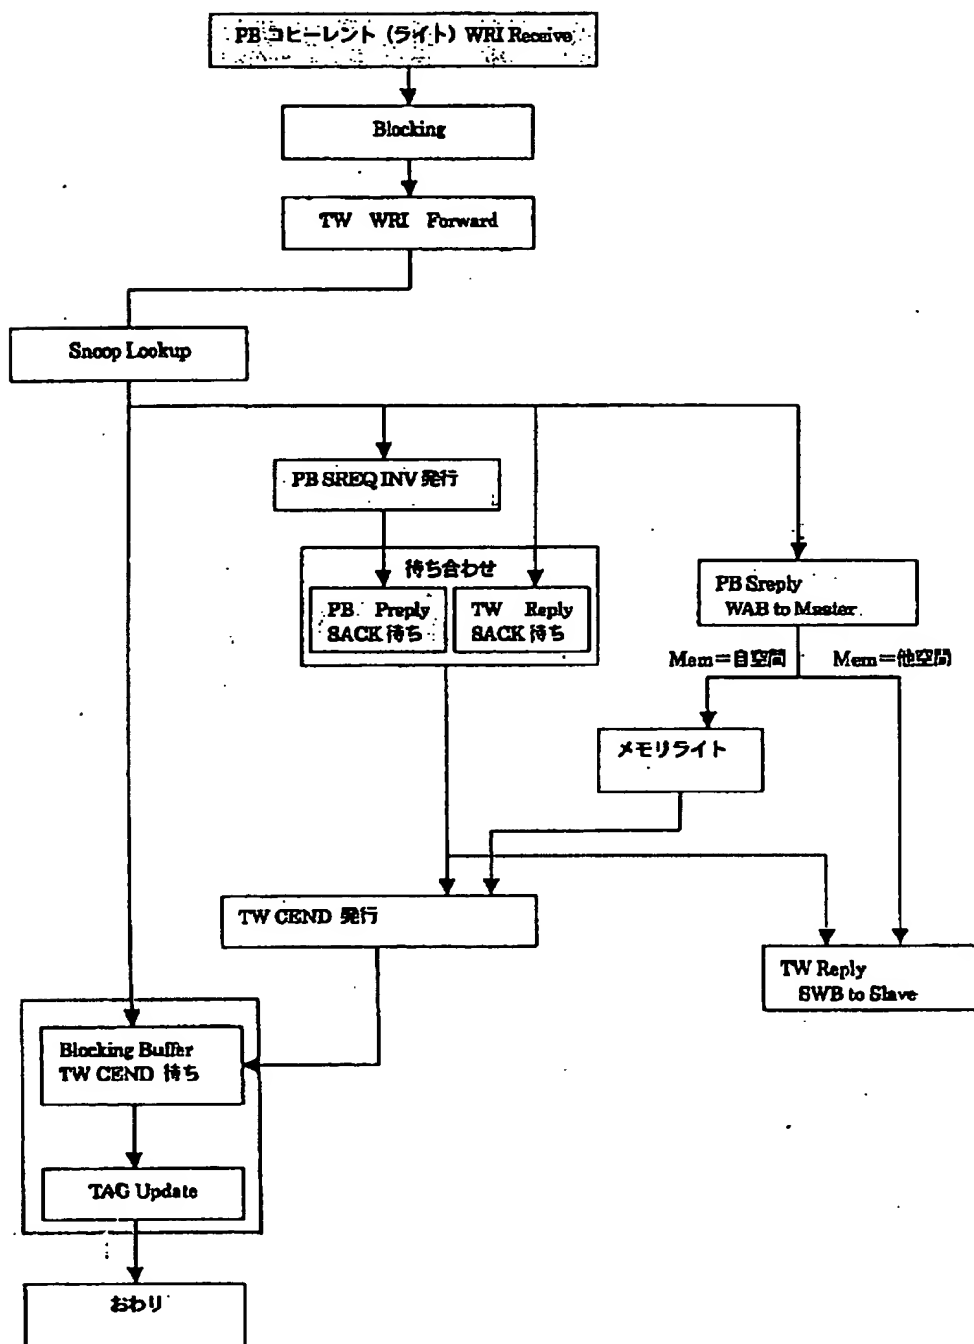 PB コヒーレント (ライト) WRI Receive
Blocking
TW WRI Forward
Snoop Lookup
PB SREQ INV 発行
待ち合わせ
PB Preply
SACK 待ち
TW Reply
SACK 待ち
PB Sreply
WAB to Master
Mem=自空間
Mem=他空間
メモリライト
TW CEND 発行
TW Reply
SWB to Slave
Blocking Buffer
TW CEND 待ち
TAG Update
おわり